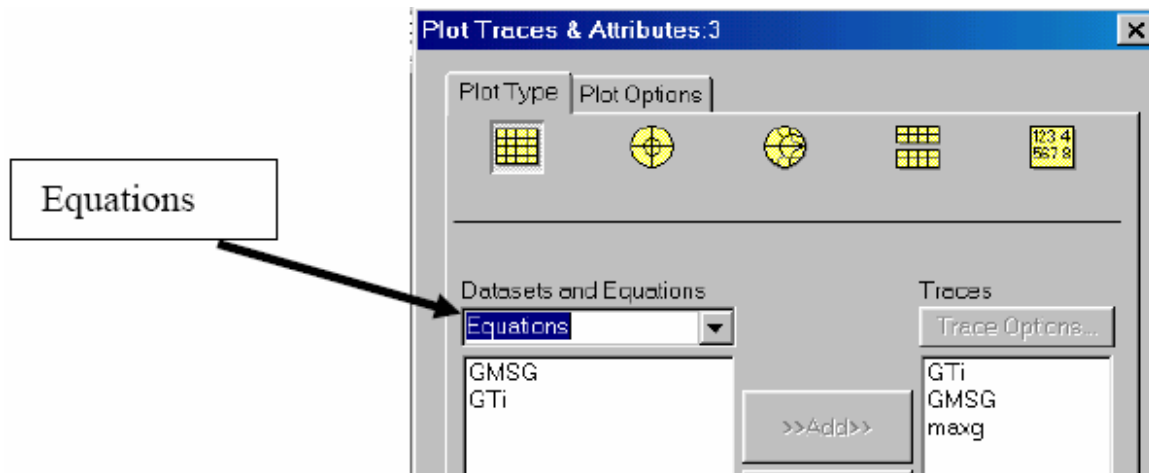 Plot Traces & Attributes:3
Plot Type Plot Options
123 4
567 8
Equations
Datasets and Equations
Traces
Equations
Trace Options...
GMSG
GTi
>>Add>>
GTi
GMSG
maxg